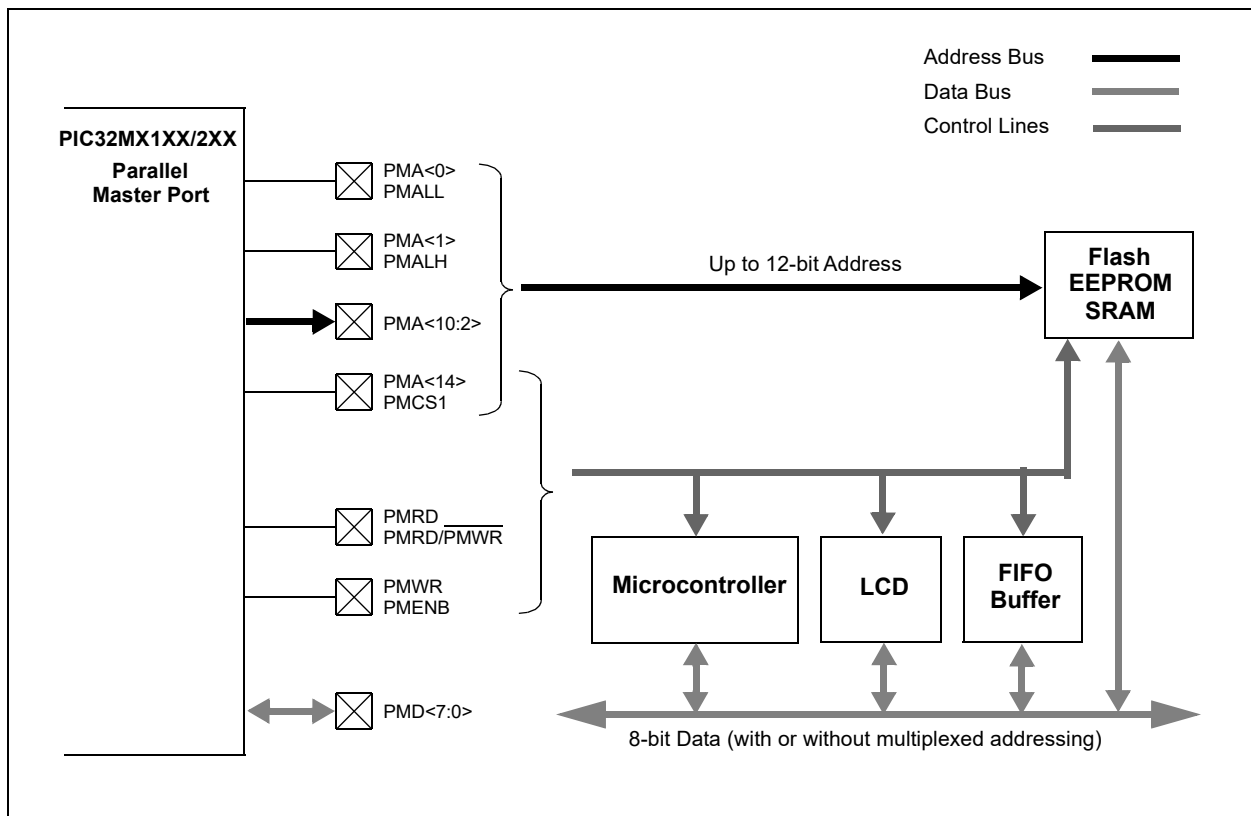 Address Bus
Data Bus
Control Lines
PIC32MX1XX/2XX
Parallel
Master Port
PMA<0>
PMALL
PMA<1>
PMALH
PMA<10:2>
PMA<14>
PMCS1
PMRD
PMRD/PMWR
PMWR
PMENB
PMD<7:0>
Up to 12-bit Address
Flash
EEPROM
SRAM
Microcontroller
LCD
FIFO
Buffer
8-bit Data (with or without multiplexed addressing)